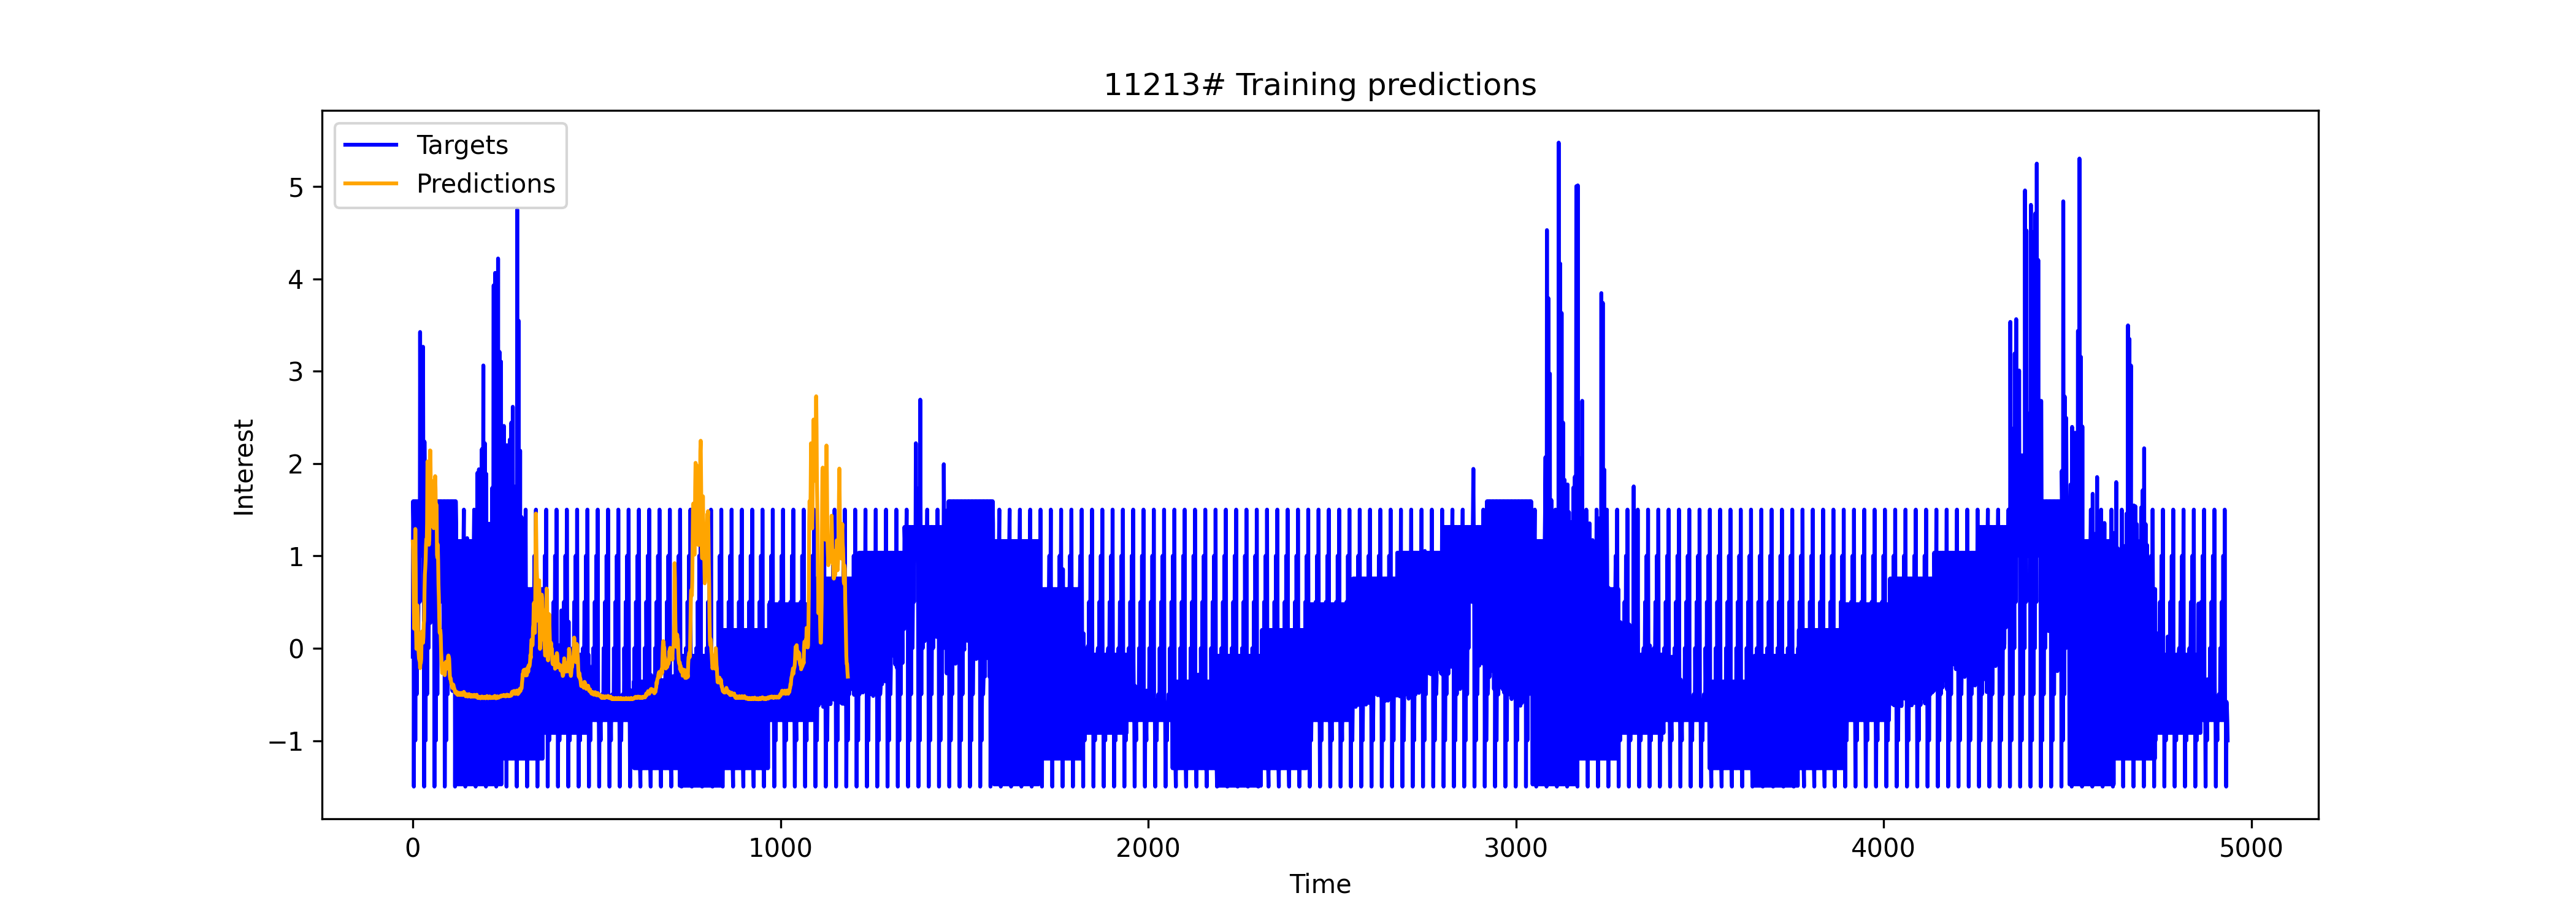 11213# Training predictions
Targets
Predictions
Interest
5
4
3
2
1
0
−1
0 1000 2000 3000 4000 5000
Time